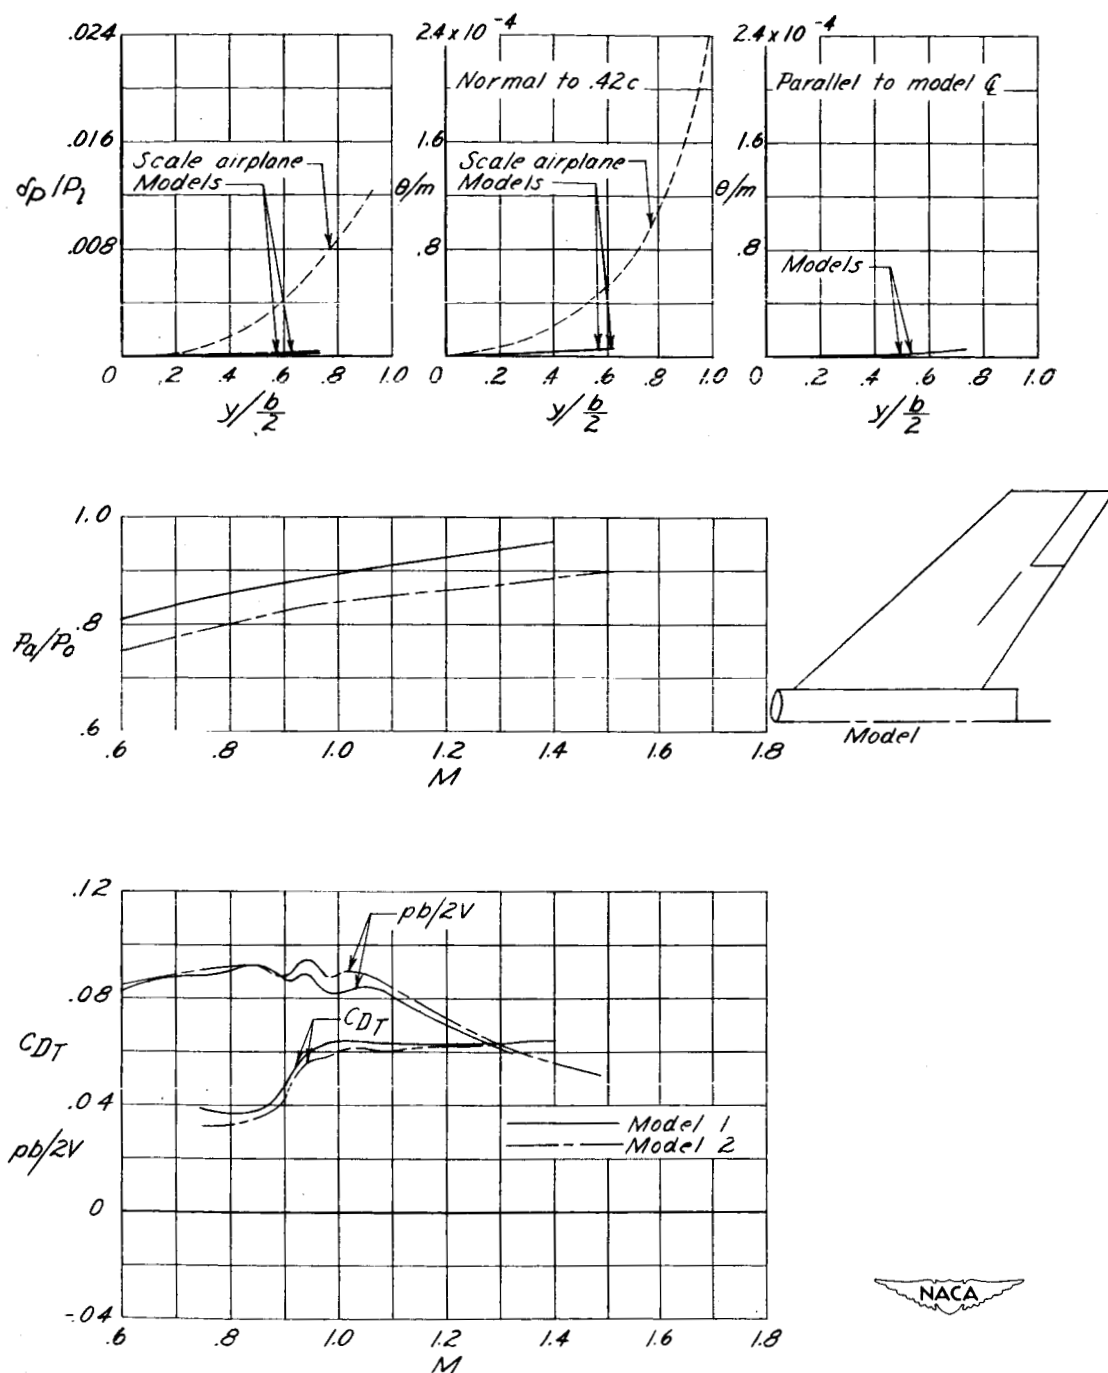 .024
.016
.008
δp/Pl
Scale airplane
Models
0 .2 .4 .6 .8 1.0
y/b/2
2.4 x 10-4
1.6
.8
θ/m
Normal to .42c
Scale airplane
Models
0 .2 .4 .6 .8 1.0
y/b/2
2.4 x 10-4
1.6
.8
θ/m
Parallel to model ℄
Models
0 .2 .4 .6 .8 1.0
y/b/2
1.0
.8
.6
Pa/Po
.6 .8 1.0 1.2 1.4 1.6 1.8
M
Model
.12
.08
.04
0
-.04
CDT
pb/2V
pb/2V
CDT
Model 1
Model 2
.6 .8 1.0 1.2 1.4 1.6 1.8
M
NACA